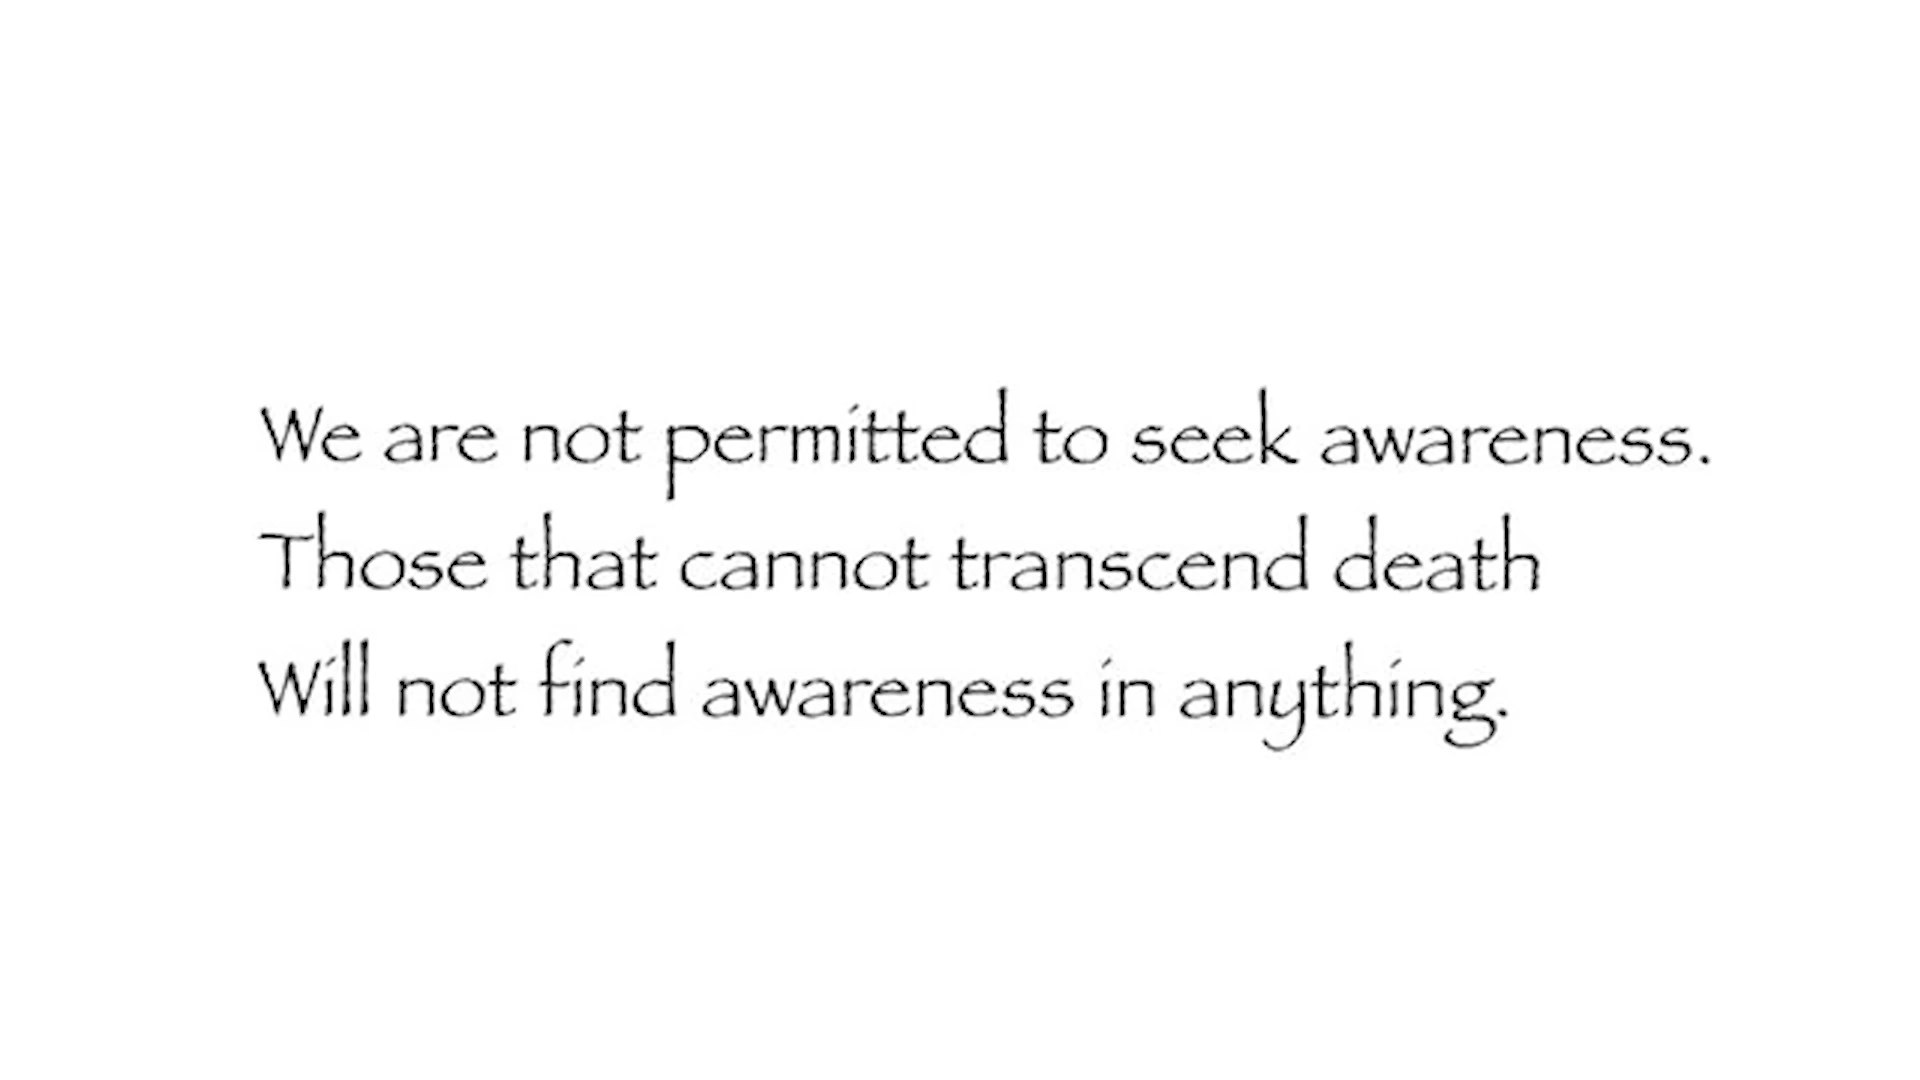 We are not permitted to seek awareness.
Those that cannot transcend death
Will not find awareness in anything.